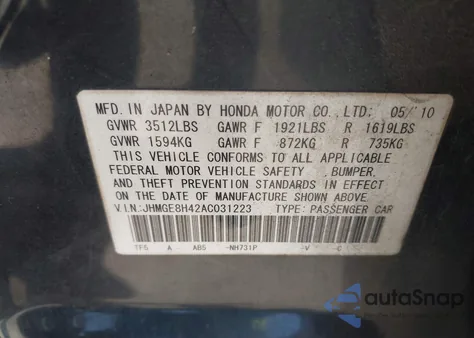 MFD. IN JAPAN BY HONDA MOTOR CO.,LTD. 05/10
GVWR 3512LBS GAWR F 1921LBS R 1619LBS
GVWR 1594KG GAWR F 872KG R 735KG
THIS VEHICLE CONFORMS TO ALL APPLICABLE
FEDERAL MOTOR VEHICLE SAFETY, BUMPER, AND
THEFT PREVENTION STANDARDS IN EFFECT
ON THE DATE OF MANUFACTURE SHOWN ABOVE.
V.I.N:JHMGE8H42AC031223 TYPE: PASSENGER CAR
TF5 A AB5 -NH731P -V -C
autoSnap